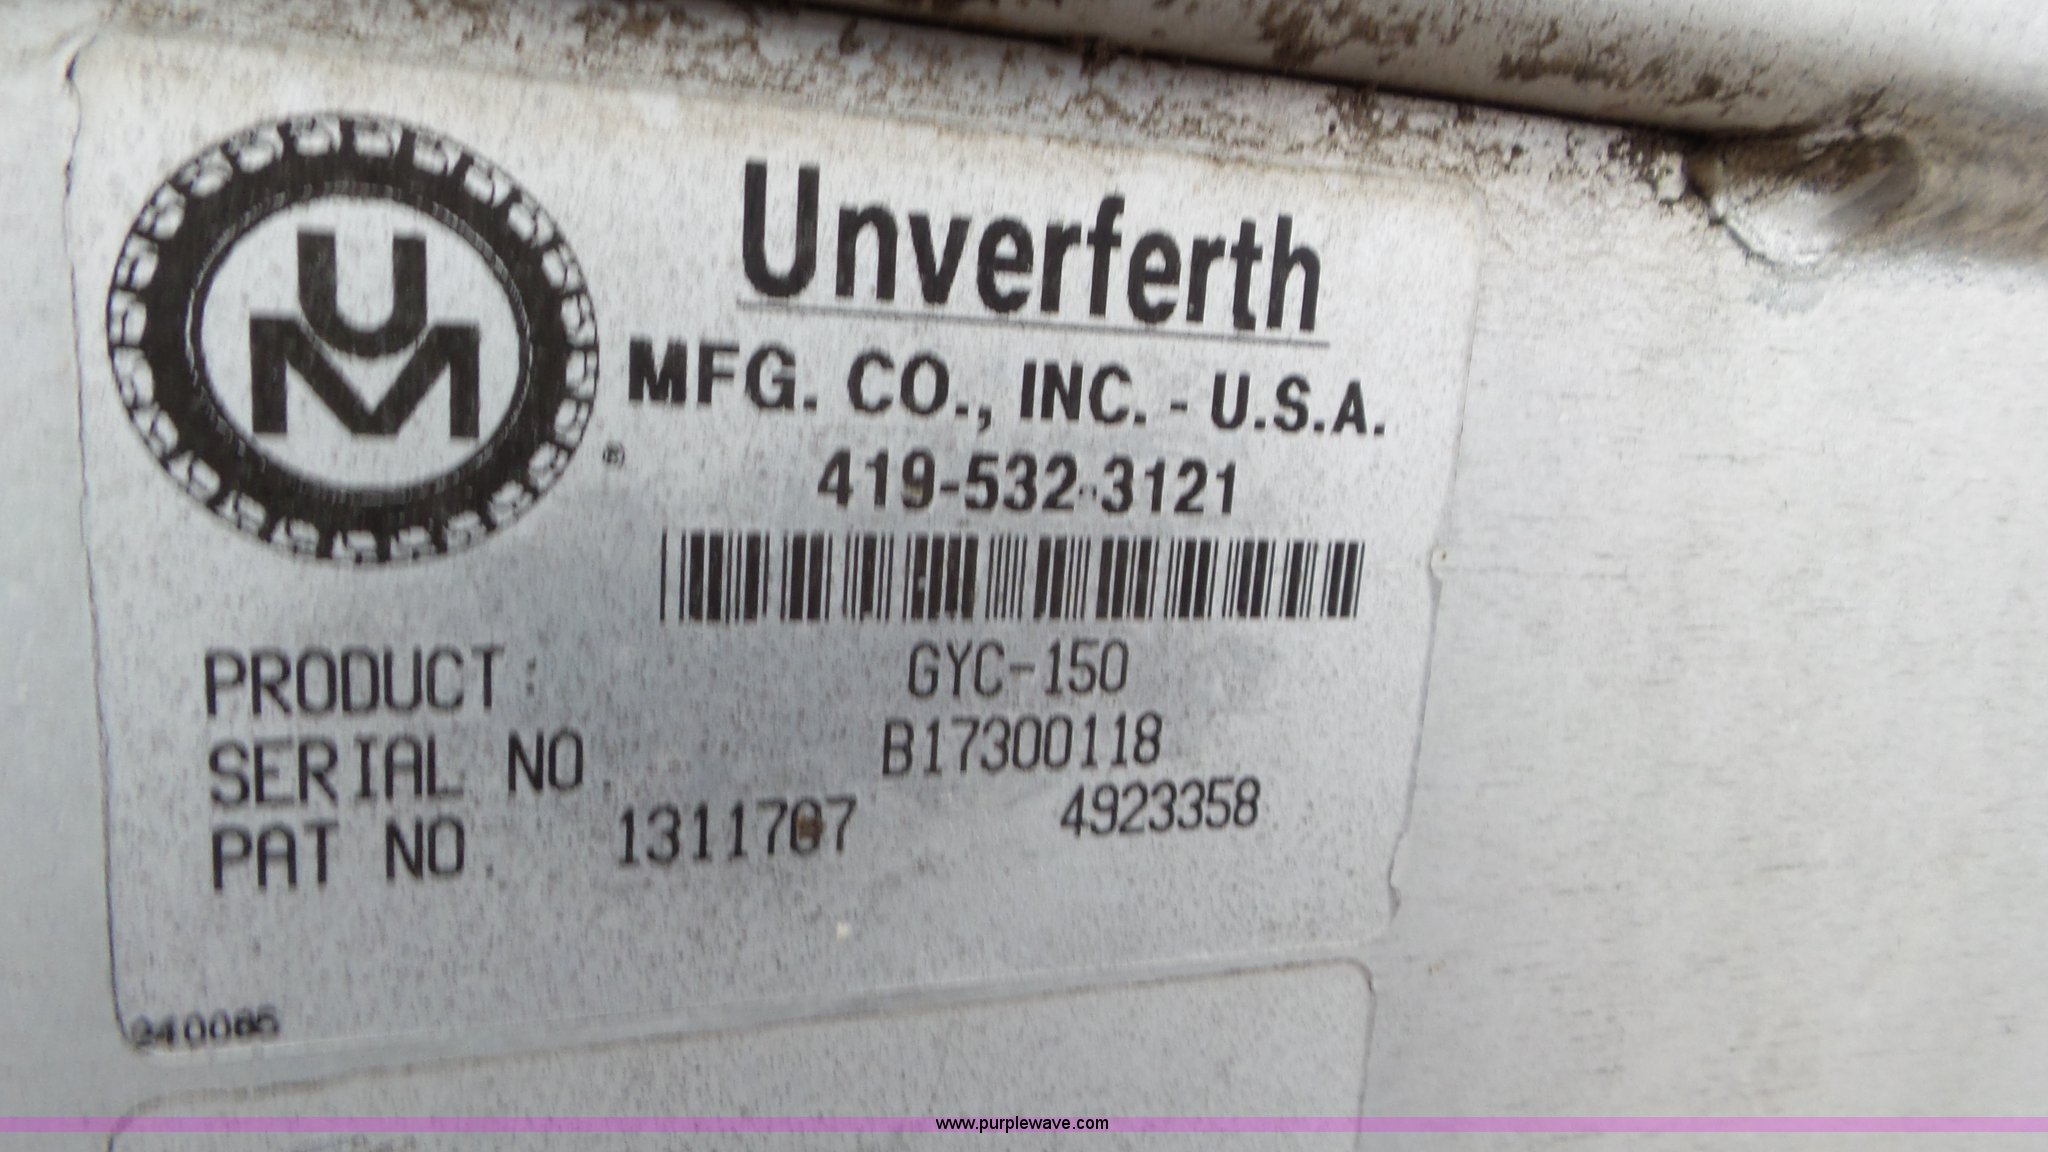 UM
Unverferth
®
MFG. CO., INC. - U.S.A.
419-532-3121
PRODUCT: GYC-150
SERIAL NO. B17300118
PAT NO. 1311707 4923358
240085
www.purplewave.com